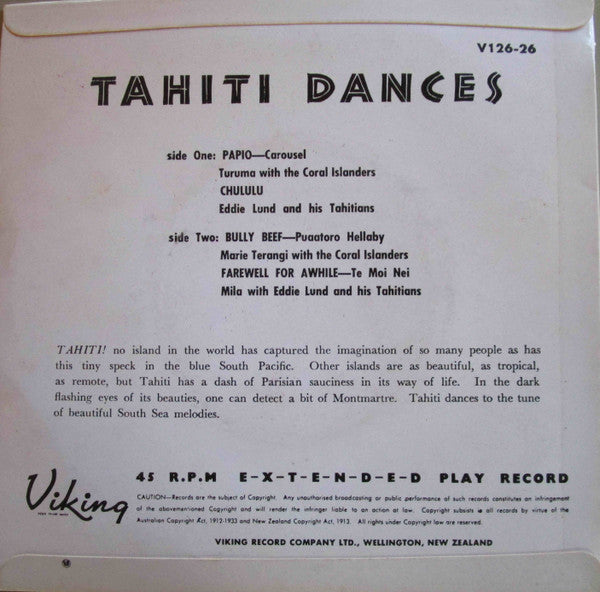 V126-26
TAHITI DANCES
side One: PAPIO—Carousel
Turuma with the Coral Islanders
CHULULU
Eddie Lund and his Tahitians
side Two: BULLY BEEF—Puaatoro Hellaby
Marie Terangi with the Coral Islanders
FAREWELL FOR AWHILE—Te Moi Nei
Mila with Eddie Lund and his Tahitians
TAHITI! no island in the world has captured the imagination of so many people as has
this tiny speck in the blue South Pacific. Other islands are as beautiful, as tropical,
as remote, but Tahiti has a dash of Parisian sauciness in its way of life. In the dark
flashing eyes of its beauties, one can detect a bit of Montmartre. Tahiti dances to the tune
of beautiful South Sea melodies.
Viking
45 R.P.M E-X-T-E-N-D-E-D PLAY RECORD
CAUTION—Records are the subject of Copyright. Any unauthorised broadcasting or public performance of such records constitutes an infringement
of the abovementioned Copyright and will render the infringer liable to an action at law. Copyright subsists in all records by virtue of the
Australian Copyright Act, 1912-1933 and New Zealand Copyright Act, 1913. All rights under Copyright law are reserved.
VIKING RECORD COMPANY LTD., WELLINGTON, NEW ZEALAND